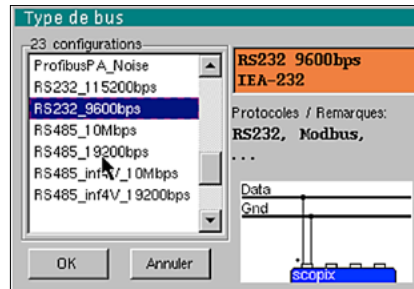 Type de bus
23 configurations
ProfibusPA_Noise
RS232_115200bps
RS232_9600bps
RS485_10Mbps
RS485_19200bps
RS485_inf4V_10Mbps
RS485_inf4V_19200bps
OK
Annuler
RS232 9600bps
IEA-232
Protocoles / Remarques:
RS232, Modbus,
...
Data
Gnd
scopix